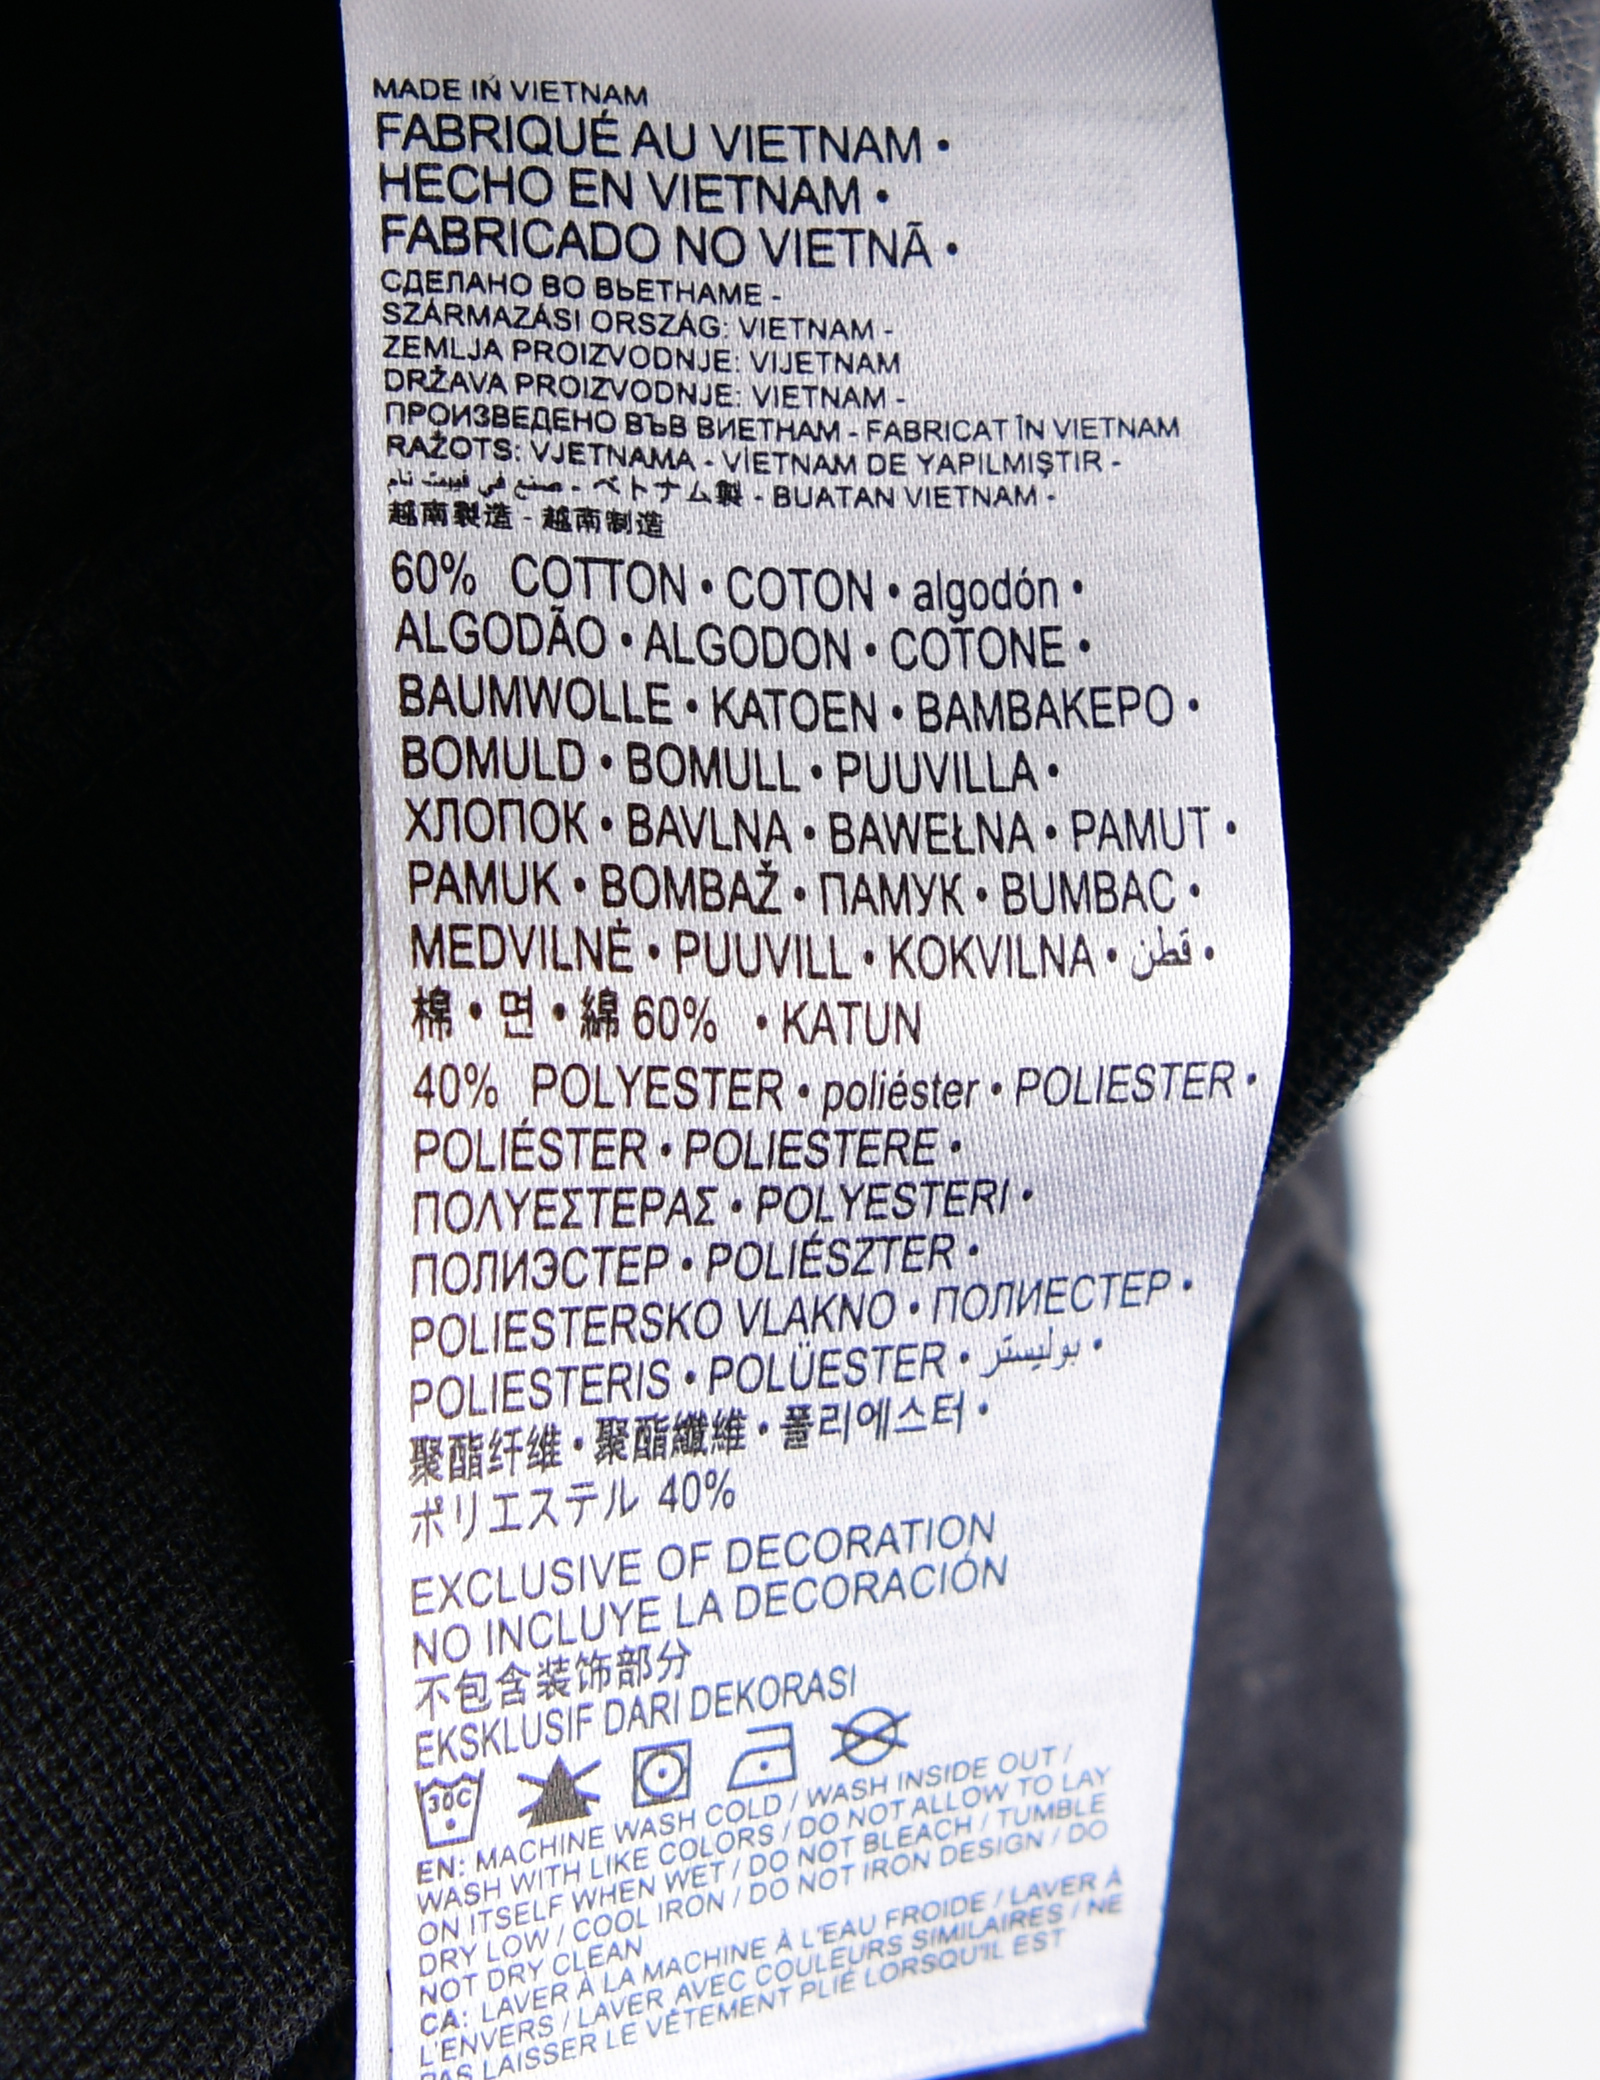 MADE IN VIETNAM
FABRIQUÉ AU VIETNAM •
HECHO EN VIETNAM •
FABRICADO NO VIETNÃ •
СДЕЛАНО ВО ВЬЕТНАМЕ -
SZÁRMAZÁSI ORSZÁG: VIETNAM -
ZEMLJA PROIZVODNJE: VIJETNAM
DRŽAVA PROIZVODNJE: VIETNAM -
ПРОИЗВЕДЕНО ВЪВ ВИЕТНАМ - FABRICAT ÎN VIETNAM
RAŽOTS: VJETNAMA - VİETNAM DE YAPILMIŞTIR -
صنع في فييت نام - ベトナム製 - BUATAN VIETNAM -
越南製造 - 越南制造
60% COTTON • COTON • algodón •
ALGODÃO • ALGODON • COTONE •
BAUMWOLLE • KATOEN • ΒΑΜΒΑΚΕΡΟ •
BOMULD • BOMULL • PUUVILLA •
ХЛОПОК • BAVLNA • BAWEŁNA • PAMUT •
PAMUK • BOMBAŽ • ПАМУК • BUMBAC •
MEDVILNĖ • PUUVILL • KOKVILNA • قطن •
棉 • 면 • 綿 60% • KATUN
40% POLYESTER • poliéster • POLIESTER •
POLIÉSTER • POLIESTERE •
ΠΟΛΥΕΣΤΕΡΑΣ • POLYESTERI •
ПОЛИЭСТЕР • POLIÉSZTER •
POLIESTERSKO VLAKNO • ПОЛИЕСТЕР •
POLIESTERIS • POLÜESTER • بوليستر •
聚酯纤维 • 聚酯纖維 • 폴리에스터 •
ポリエステル 40%
EXCLUSIVE OF DECORATION
NO INCLUYE LA DECORACIÓN
不包含装饰部分
EKSKLUSIF DARI DEKORASI
30C
EN: MACHINE WASH COLD / WASH INSIDE OUT /
WASH WITH LIKE COLORS / DO NOT ALLOW TO LAY
ON ITSELF WHEN WET / DO NOT BLEACH / TUMBLE
DRY LOW / COOL IRON / DO NOT IRON DESIGN / DO
NOT DRY CLEAN
CA: LAVER À LA MACHINE À L'EAU FROIDE / LAVER À
L'ENVERS / LAVER AVEC COULEURS SIMILAIRES / NE
PAS LAISSER LE VÊTEMENT PLIÉ LORSQU'IL EST